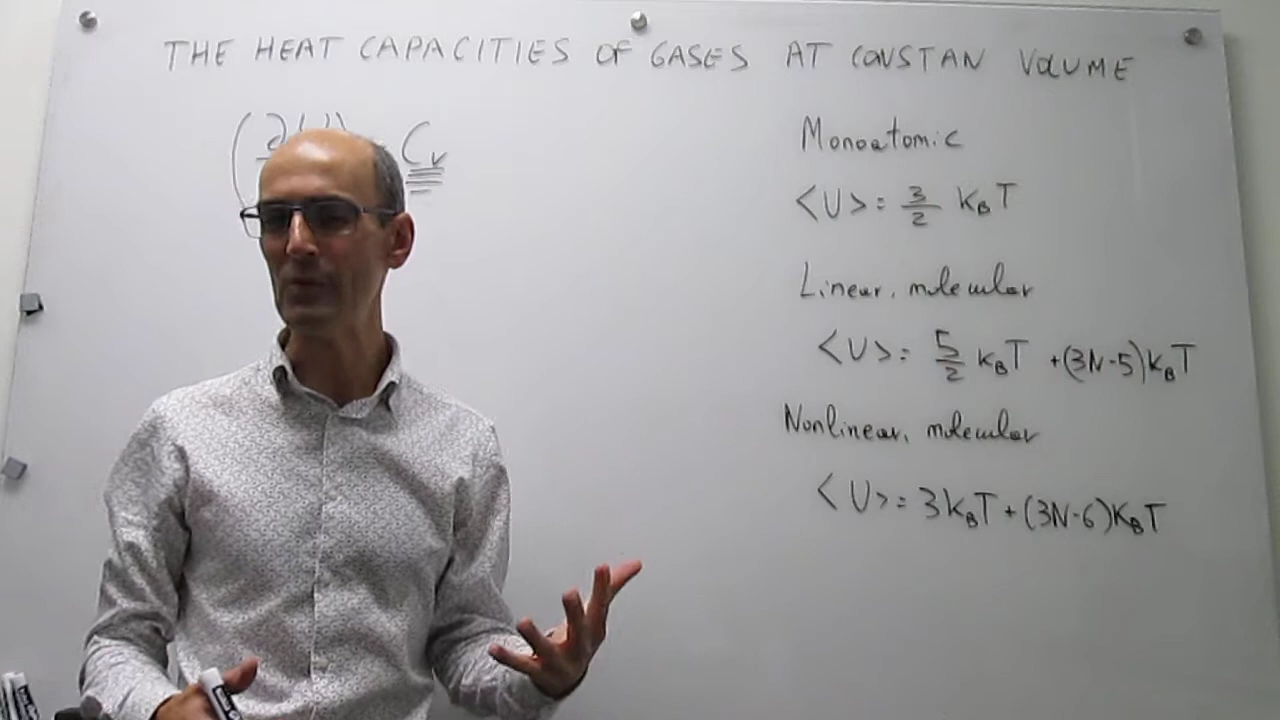 THE HEAT CAPACITIES OF GASES AT CONSTAN VOLUME
(∂U) Cv
Monoatomic
<U> = 3/2 KBT
Linear, molecular
<U> = 5/2 KBT + (3N-5)KBT
Nonlinear, molecular
<U> = 3KBT + (3N-6)KBT